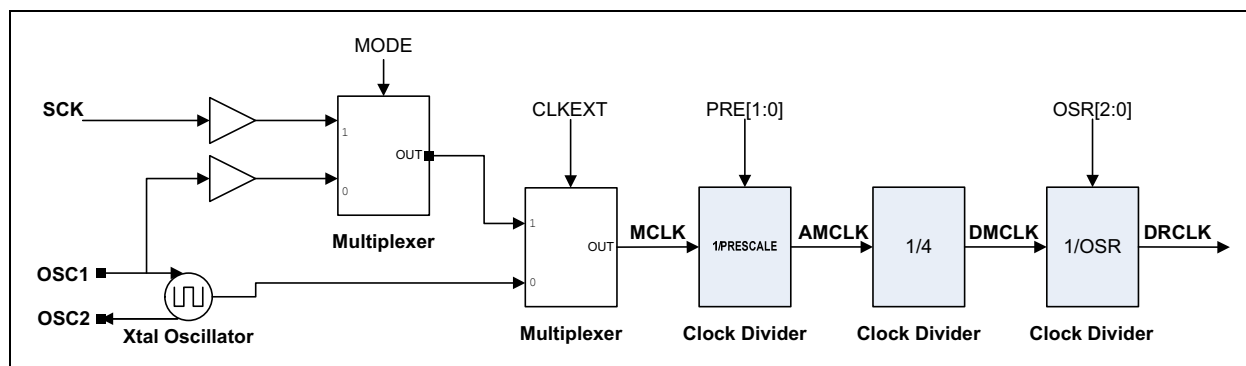 MODE
SCK
1
OUT
0
Multiplexer
CLKEXT
PRE[1:0]
OSR[2:0]
1
OUT
0
Multiplexer
MCLK
1/PRESCALE
Clock Divider
AMCLK
1/4
Clock Divider
DMCLK
1/OSR
Clock Divider
DRCLK
OSC1
OSC2
Xtal Oscillator